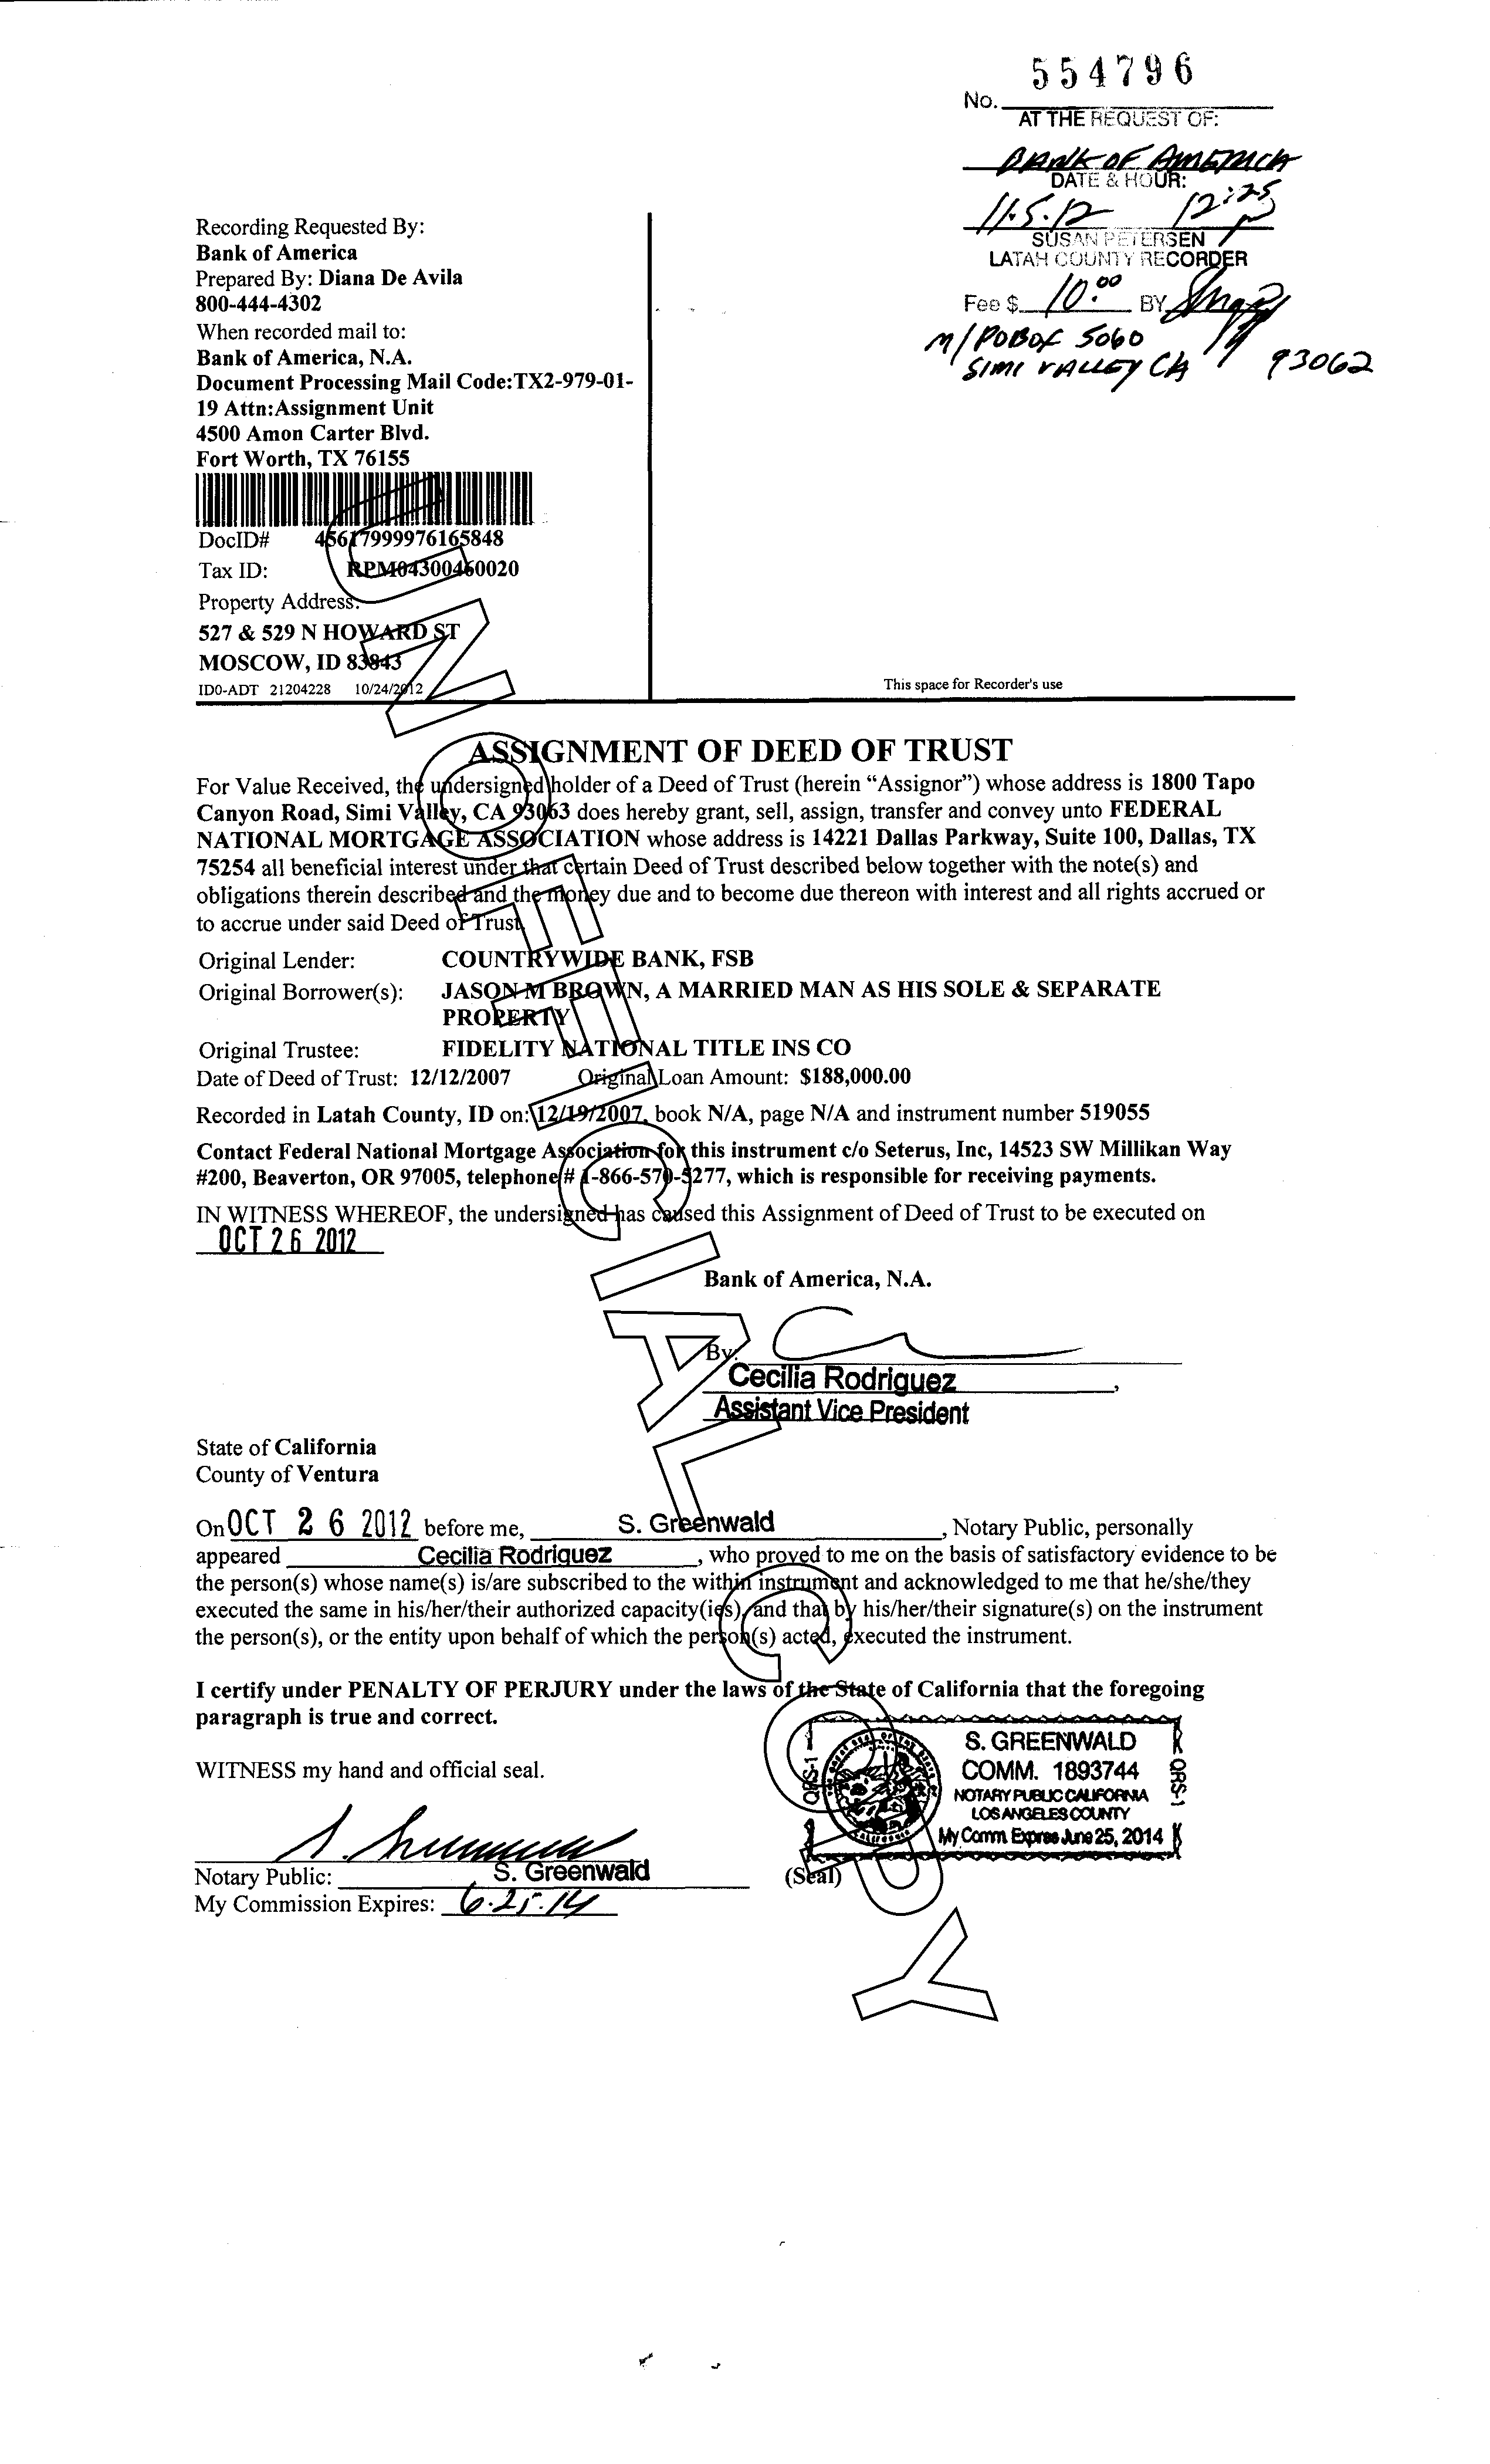 No. 554796
AT THE REQUEST OF:
BANK OF AMERICA
DATE & HOUR:
11.5.12 12:25
SUSAN PETERSEN
LATAH COUNTY RECORDER
Fee $ 10.00 BY
M/POBOX 5060
SIMI VALLEY CA 93062
Recording Requested By:
Bank of America
Prepared By: Diana De Avila
800-444-4302
When recorded mail to:
Bank of America, N.A.
Document Processing Mail Code:TX2-979-01-
19 Attn:Assignment Unit
4500 Amon Carter Blvd.
Fort Worth, TX 76155
DocID# 45617999976165848
Tax ID: RPM04300460020
Property Address:
527 & 529 N HOWARD ST
MOSCOW, ID 83843
ID0-ADT 21204228 10/24/2012
This space for Recorder's use
UNOFFICIAL COPY
ASSIGNMENT OF DEED OF TRUST
For Value Received, the undersigned holder of a Deed of Trust (herein “Assignor”) whose address is 1800 Tapo
Canyon Road, Simi Valley, CA 93063 does hereby grant, sell, assign, transfer and convey unto FEDERAL
NATIONAL MORTGAGE ASSOCIATION whose address is 14221 Dallas Parkway, Suite 100, Dallas, TX
75254 all beneficial interest under that certain Deed of Trust described below together with the note(s) and
obligations therein described and the money due and to become due thereon with interest and all rights accrued or
to accrue under said Deed of Trust.
Original Lender: COUNTRYWIDE BANK, FSB
Original Borrower(s): JASON M BROWN, A MARRIED MAN AS HIS SOLE & SEPARATE
PROPERTY
Original Trustee: FIDELITY NATIONAL TITLE INS CO
Date of Deed of Trust: 12/12/2007 Original Loan Amount: $188,000.00
Recorded in Latah County, ID on: 12/19/2007, book N/A, page N/A and instrument number 519055
Contact Federal National Mortgage Association for this instrument c/o Seterus, Inc, 14523 SW Millikan Way
#200, Beaverton, OR 97005, telephone # 1-866-570-5277, which is responsible for receiving payments.
IN WITNESS WHEREOF, the undersigned has caused this Assignment of Deed of Trust to be executed on
OCT 26 2012
Bank of America, N.A.
By:
Cecilia Rodriguez,
Assistant Vice President
State of California
County of Ventura
On OCT 26 2012 before me, S. Greenwald, Notary Public, personally
appeared Cecilia Rodriguez, who proved to me on the basis of satisfactory evidence to be
the person(s) whose name(s) is/are subscribed to the within instrument and acknowledged to me that he/she/they
executed the same in his/her/their authorized capacity(ies), and that by his/her/their signature(s) on the instrument
the person(s), or the entity upon behalf of which the person(s) acted, executed the instrument.
I certify under PENALTY OF PERJURY under the laws of the State of California that the foregoing
paragraph is true and correct.
WITNESS my hand and official seal.
QRS-1
S. GREENWALD
COMM. 1893744
NOTARY PUBLIC CALIFORNIA
LOS ANGELES COUNTY
My Comm. Expires June 25, 2014
QRS-1
S. Greenwald
Notary Public: S. Greenwald
(Seal)
My Commission Expires: 6.25.14